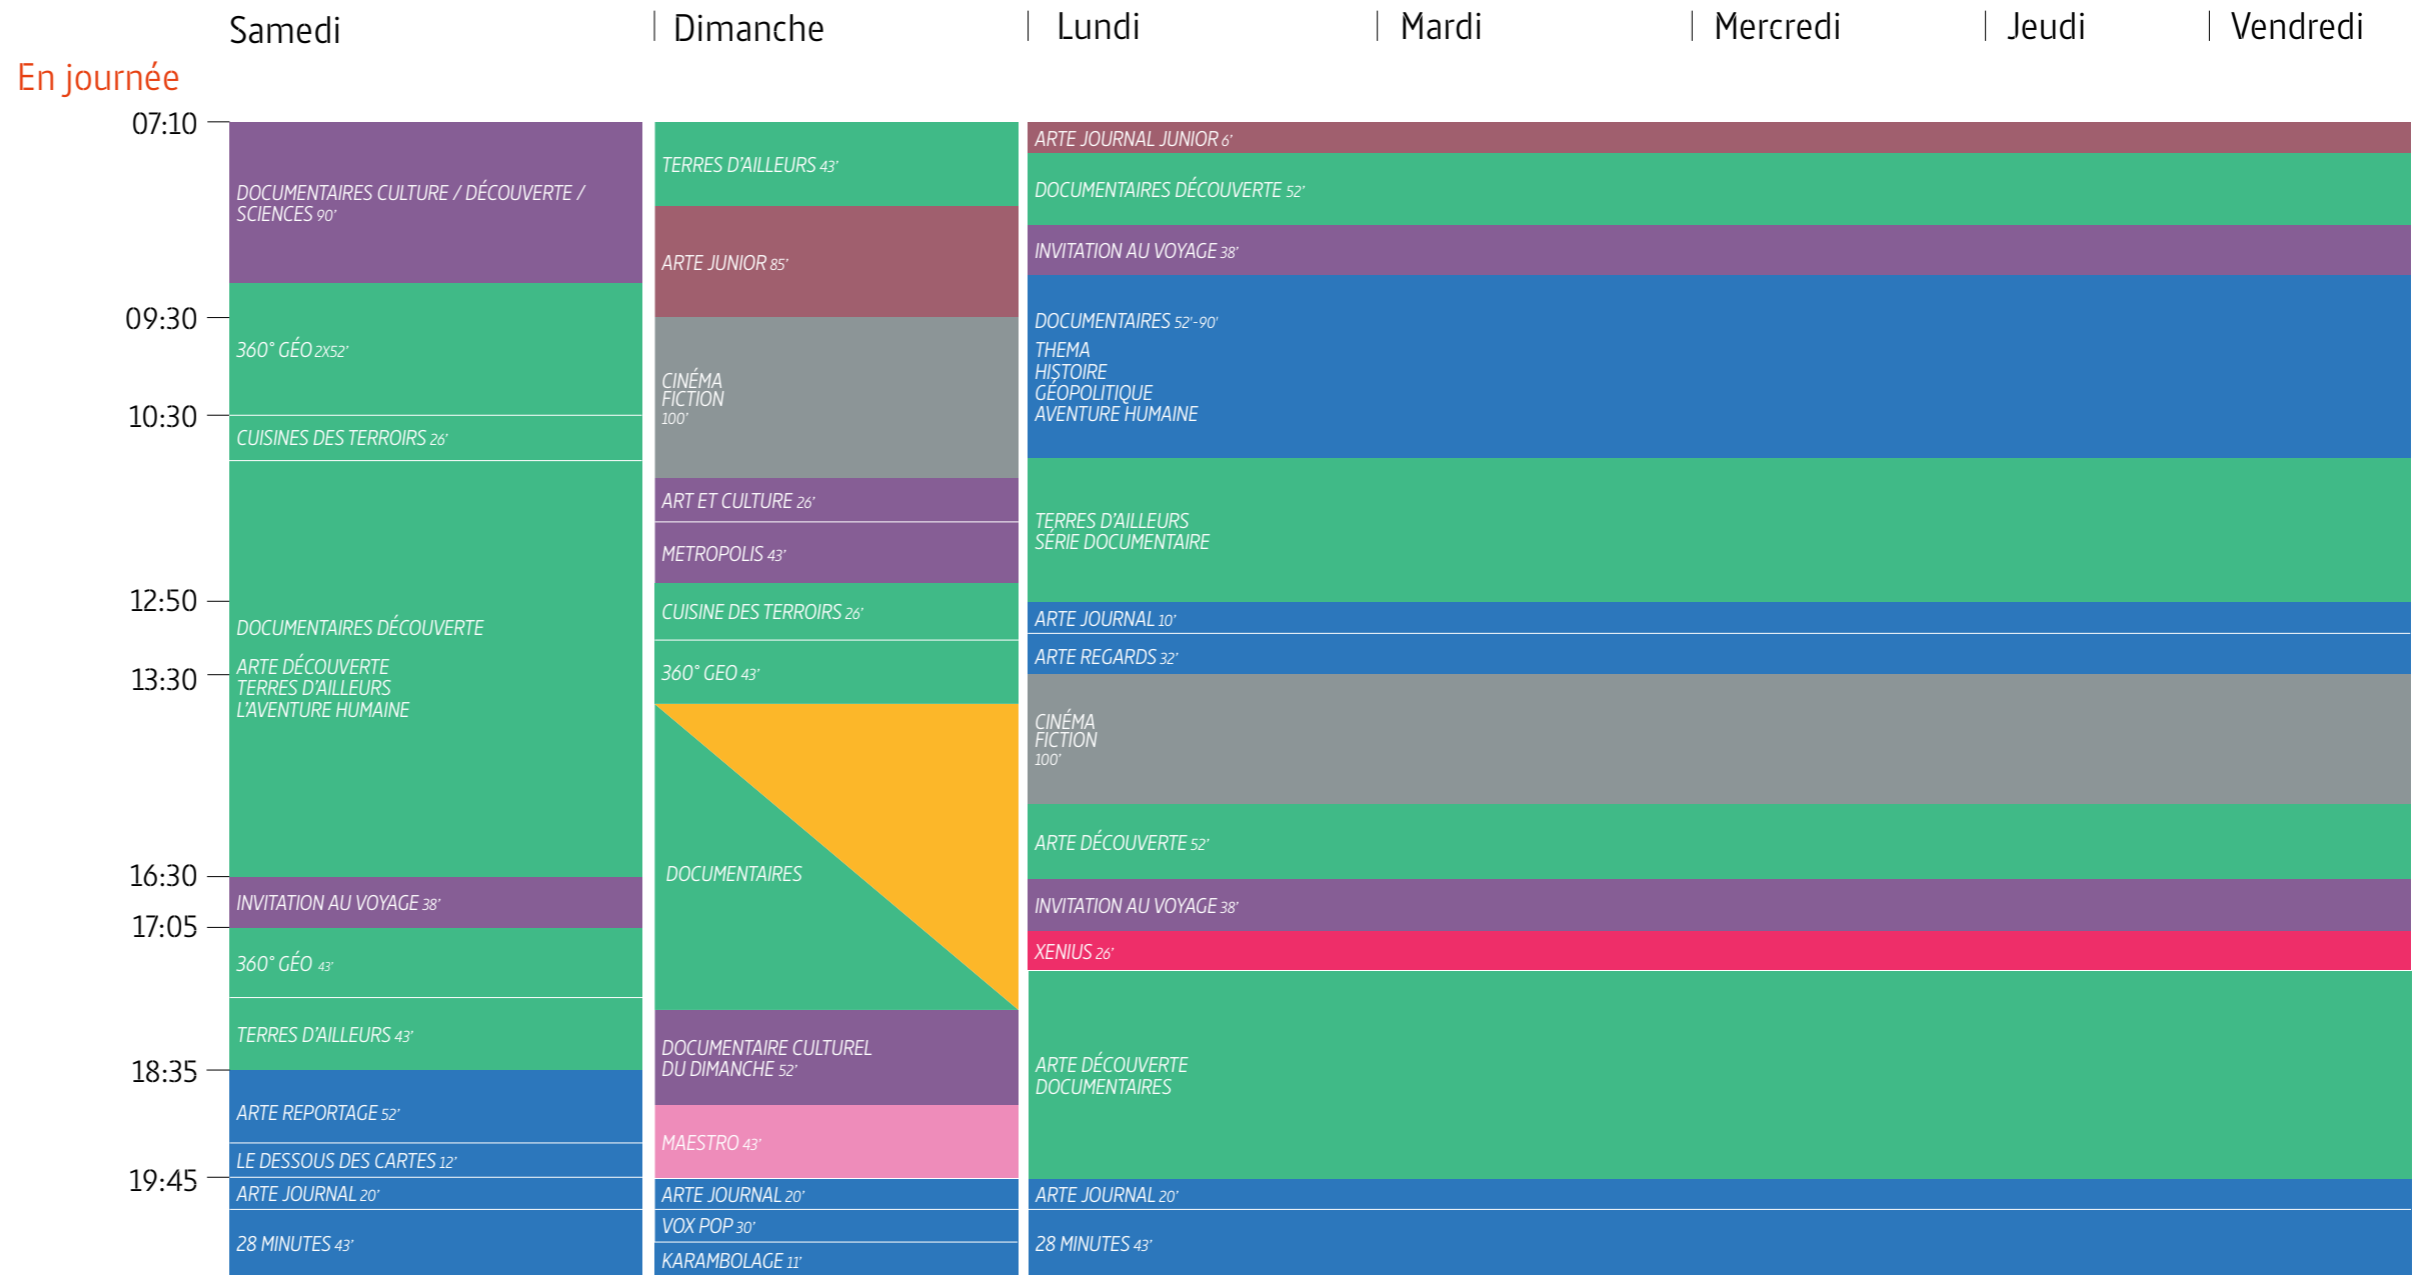 Samedi
Dimanche
Lundi
Mardi
Mercredi
Jeudi
Vendredi
En journée
07:10
09:30
10:30
12:50
13:30
16:30
17:05
18:35
19:45
DOCUMENTAIRES CULTURE / DÉCOUVERTE /
SCIENCES 90'
360° GÉO 2X52'
CUISINES DES TERROIRS 26'
DOCUMENTAIRES DÉCOUVERTE
ARTE DÉCOUVERTE
TERRES D'AILLEURS
L'AVENTURE HUMAINE
INVITATION AU VOYAGE 38'
360° GÉO 43'
TERRES D'AILLEURS 43'
ARTE REPORTAGE 52'
LE DESSOUS DES CARTES 12'
ARTE JOURNAL 20'
28 MINUTES 43'
TERRES D'AILLEURS 43'
ARTE JUNIOR 85'
CINÉMA
FICTION
100'
ART ET CULTURE 26'
METROPOLIS 43'
CUISINE DES TERROIRS 26'
360° GEO 43'
DOCUMENTAIRES
DOCUMENTAIRE CULTUREL
DU DIMANCHE 52'
MAESTRO 43'
ARTE JOURNAL 20'
VOX POP 30'
KARAMBOLAGE 11'
ARTE JOURNAL JUNIOR 6'
DOCUMENTAIRES DÉCOUVERTE 52'
INVITATION AU VOYAGE 38'
DOCUMENTAIRES 52'-90'
THEMA
HISTOIRE
GÉOPOLITIQUE
AVENTURE HUMAINE
TERRES D'AILLEURS
SÉRIE DOCUMENTAIRE
ARTE JOURNAL 10'
ARTE REGARDS 32'
CINÉMA
FICTION
100'
ARTE DÉCOUVERTE 52'
INVITATION AU VOYAGE 38'
XENIUS 26'
ARTE DÉCOUVERTE
DOCUMENTAIRES
ARTE JOURNAL 20'
28 MINUTES 43'